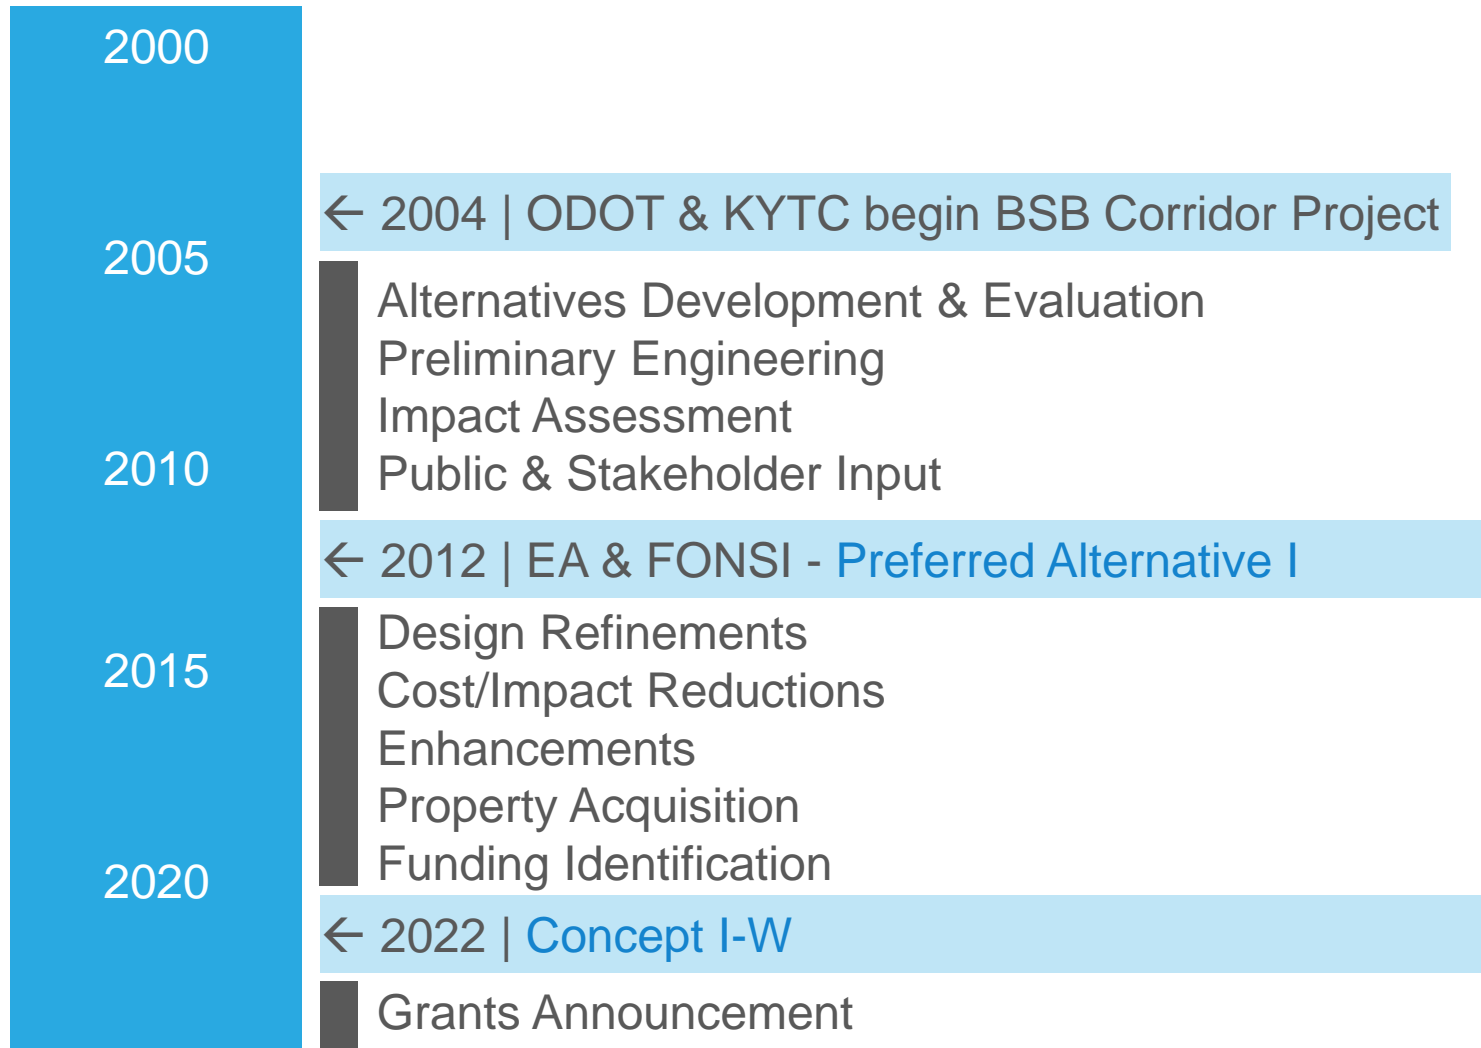 2000
← 2004 | ODOT & KYTC begin BSB Corridor Project
2005
Alternatives Development & Evaluation
Preliminary Engineering
Impact Assessment
2010
Public & Stakeholder Input
← 2012 | EA & FONSI - Preferred Alternative I
Design Refinements
2015
Cost/Impact Reductions
Enhancements
Property Acquisition
Funding Identification
2020
← 2022 | Concept I-W
Grants Announcement